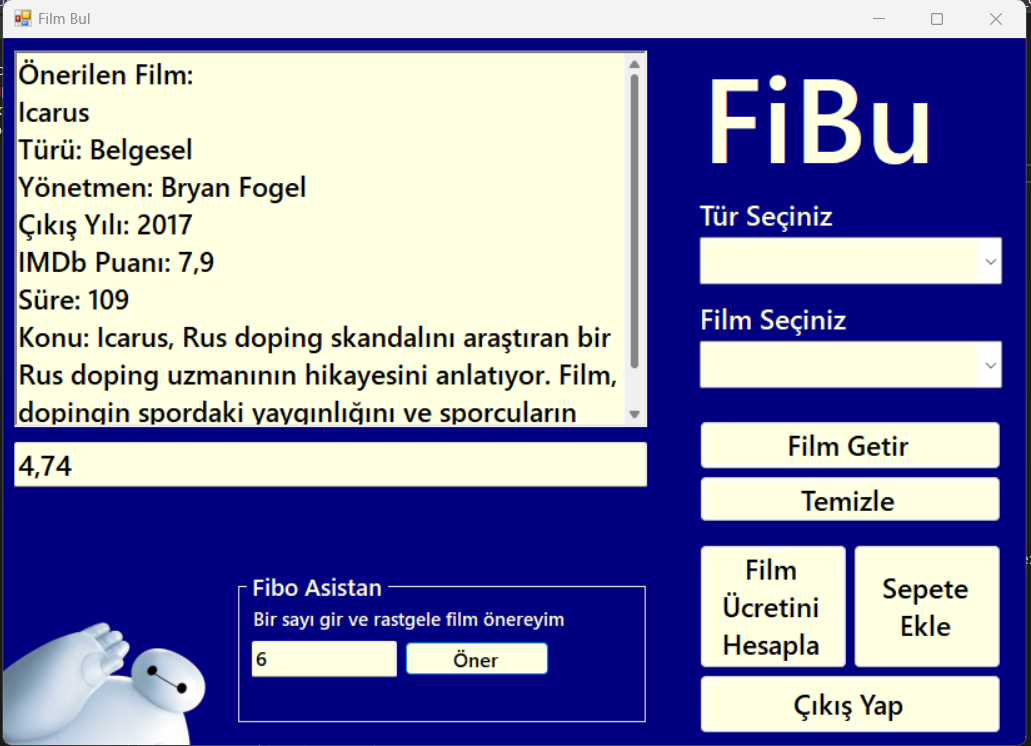 Film Bul
Önerilen Film:
Icarus
Türü: Belgesel
Yönetmen: Bryan Fogel
Çıkış Yılı: 2017
IMDb Puanı: 7,9
Süre: 109
Konu: Icarus, Rus doping skandalını araştıran bir
Rus doping uzmanının hikayesini anlatıyor. Film,
dopingin spordaki yaygınlığını ve sporcuların
4,74
FiBu
Tür Seçiniz
Film Seçiniz
Film Getir
Temizle
Film
Ücretini
Hesapla
Sepete
Ekle
Çıkış Yap
Fibo Asistan
Bir sayı gir ve rastgele film önereyim
6
Öner